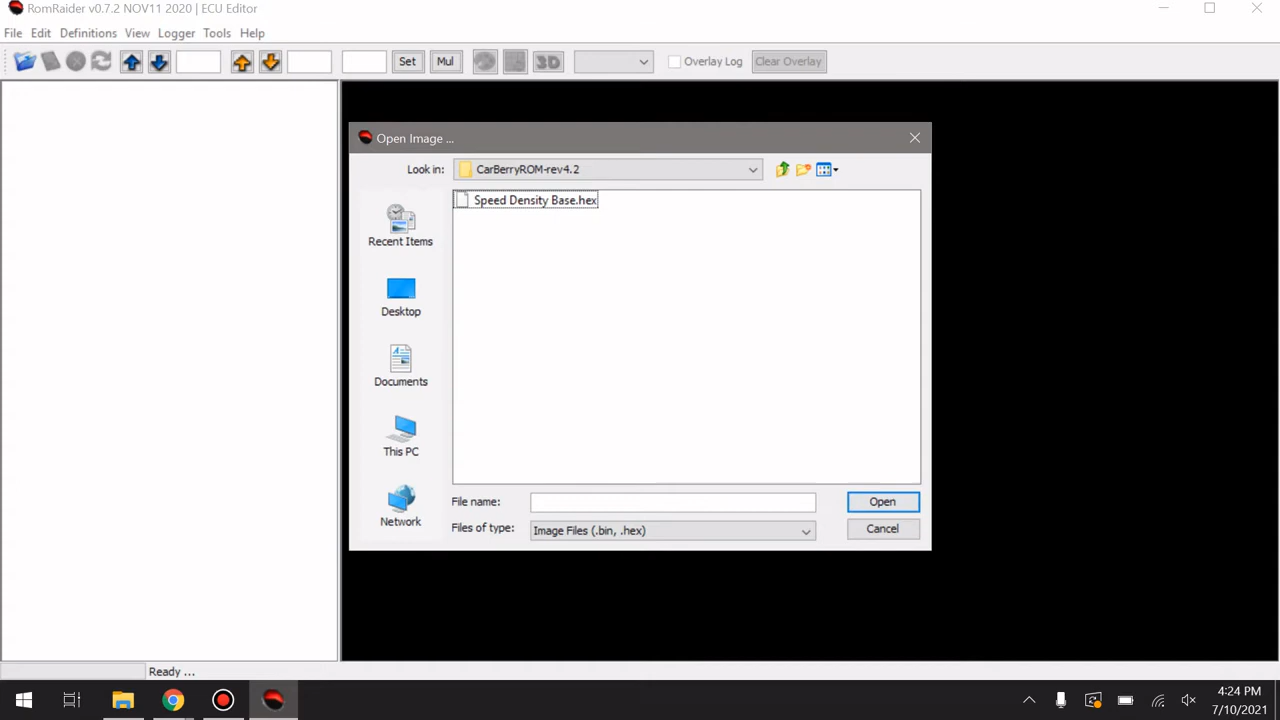 RomRaider v0.7.2 NOV11 2020 | ECU Editor
File Edit Definitions View Logger Tools Help
Set Mul 3D Overlay Log Clear Overlay
Open Image ...
Look in: CarBerryROM-rev4.2
Speed Density Base.hex
Recent Items
Desktop
Documents
This PC
Network
File name: Open
Files of type: Image Files (.bin, .hex) Cancel
Ready ...
4:24 PM
7/10/2021